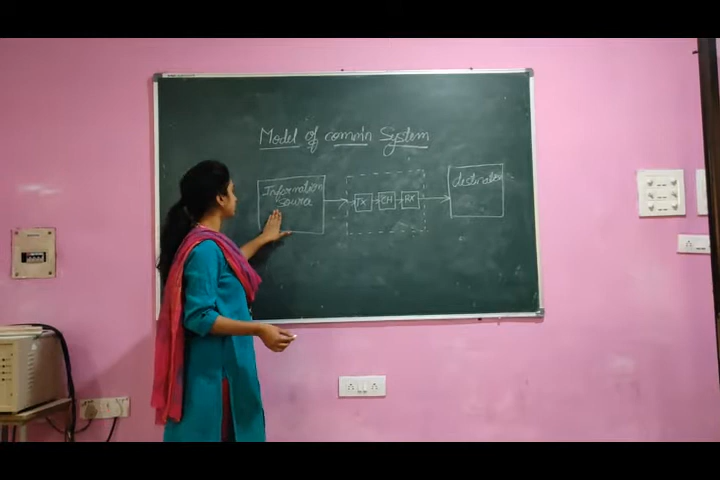 Model of commn System
Information
Source
TX
CH
RX
destination